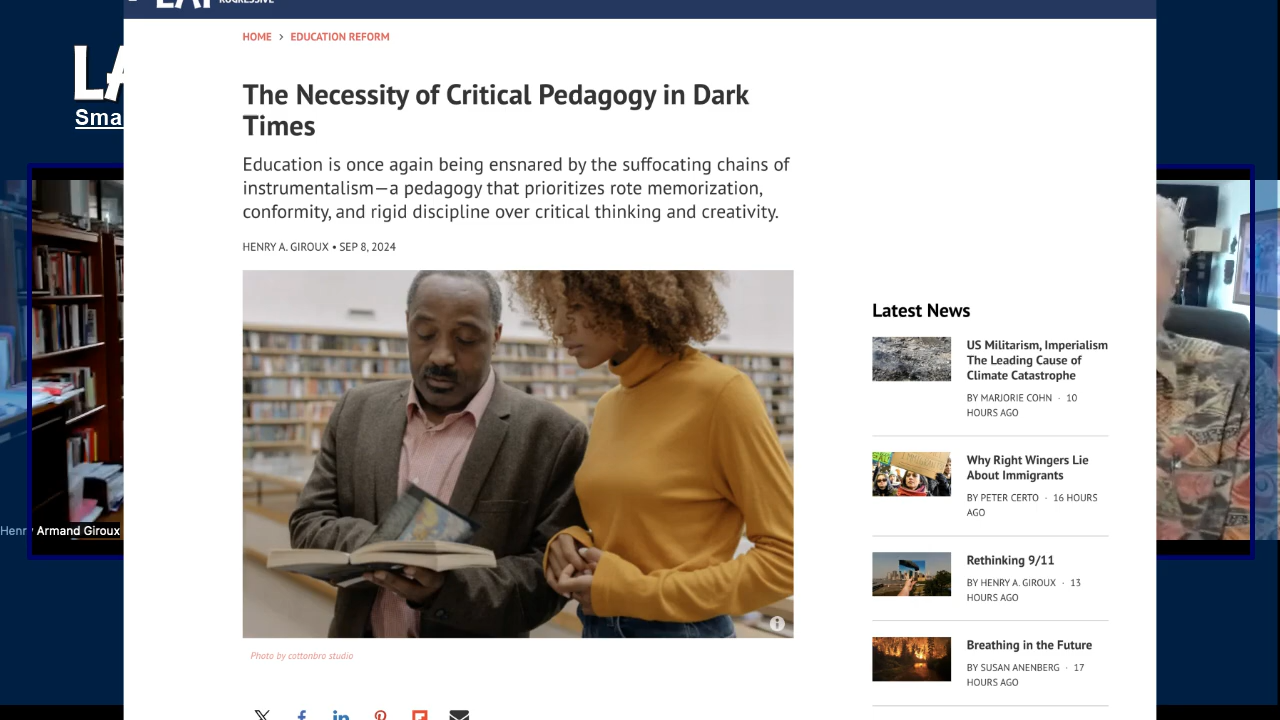 HOME > EDUCATION REFORM
The Necessity of Critical Pedagogy in Dark
Times
Education is once again being ensnared by the suffocating chains of
instrumentalism—a pedagogy that prioritizes rote memorization,
conformity, and rigid discipline over critical thinking and creativity.
HENRY A. GIROUX • SEP 8, 2024
Photo by cottonbro studio
Latest News
US Militarism, Imperialism
The Leading Cause of
Climate Catastrophe
BY MARJORIE COHN · 10
HOURS AGO
Why Right Wingers Lie
About Immigrants
BY PETER CERTO · 16 HOURS
AGO
Rethinking 9/11
BY HENRY A. GIROUX · 13
HOURS AGO
Breathing in the Future
BY SUSAN ANENBERG · 17
HOURS AGO
LA
Sma
Henr
Armand Giroux